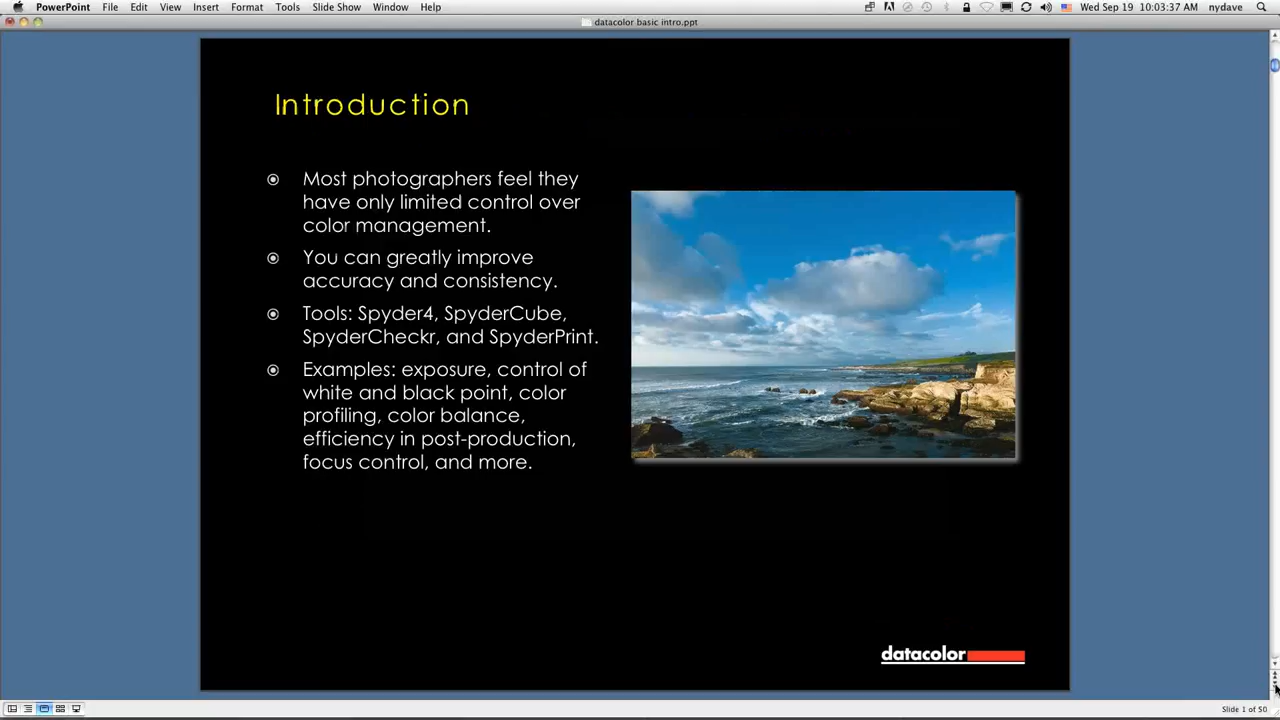 PowerPoint File Edit View Insert Format Tools Slide Show Window Help Wed Sep 19 10:03:37 AM nydave
datacolor basic intro.ppt
Introduction
Most photographers feel they
have only limited control over
color management.
You can greatly improve
accuracy and consistency.
Tools: Spyder4, SpyderCube,
SpyderCheckr, and SpyderPrint.
Examples: exposure, control of
white and black point, color
profiling, color balance,
efficiency in post-production,
focus control, and more.
datacolor
Slide 1 of 50